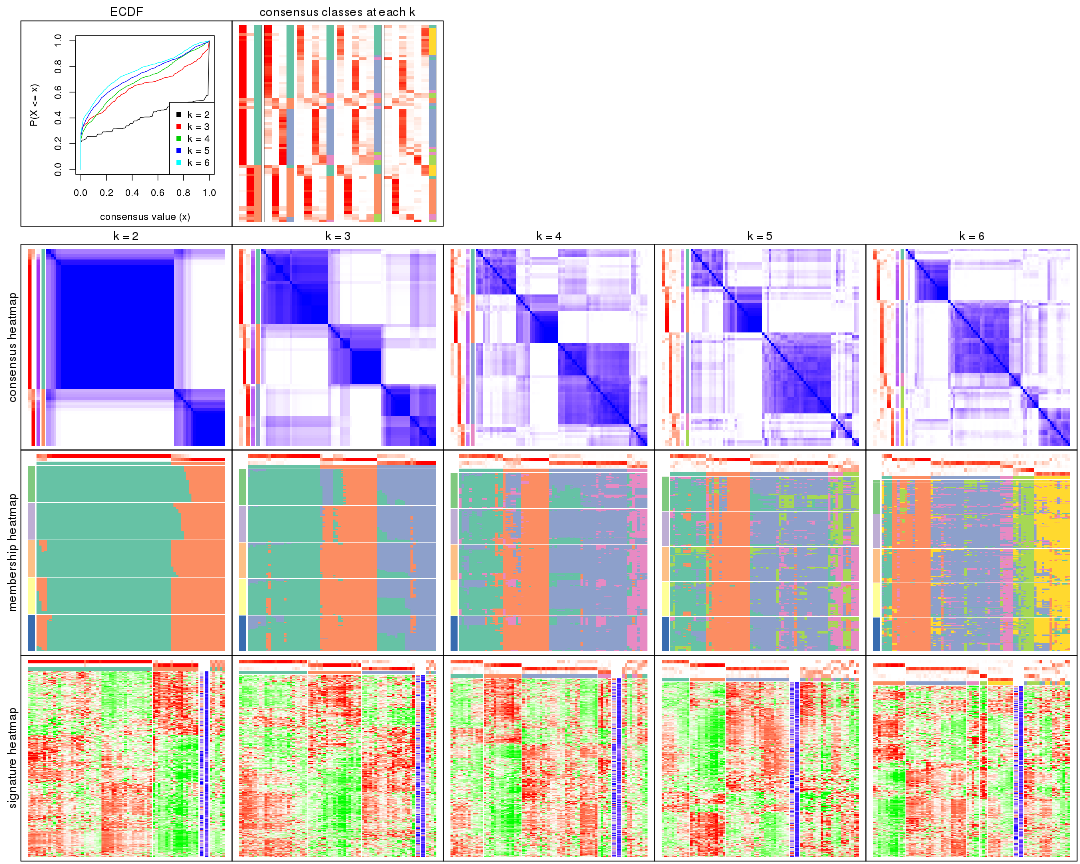 ECDF
consensus classes at each k
P(X <= x)
0.0 0.2 0.4 0.6 0.8 1.0
k = 2
k = 3
k = 4
k = 5
k = 6
0.0 0.2 0.4 0.6 0.8 1.0
consensus value (x)
k = 2
k = 3
k = 4
k = 5
k = 6
consensus heatmap
membership heatmap
signature heatmap